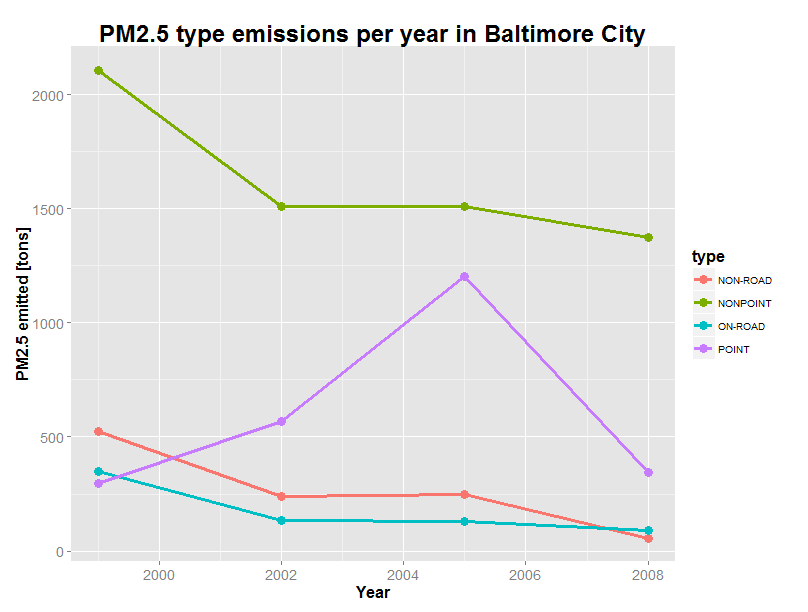 PM2.5 type emissions per year in Baltimore City
PM2.5 emitted [tons]
2000
1500
1000
500
0
2000
2002
2004
2006
2008
Year
type
NON-ROAD
NONPOINT
ON-ROAD
POINT